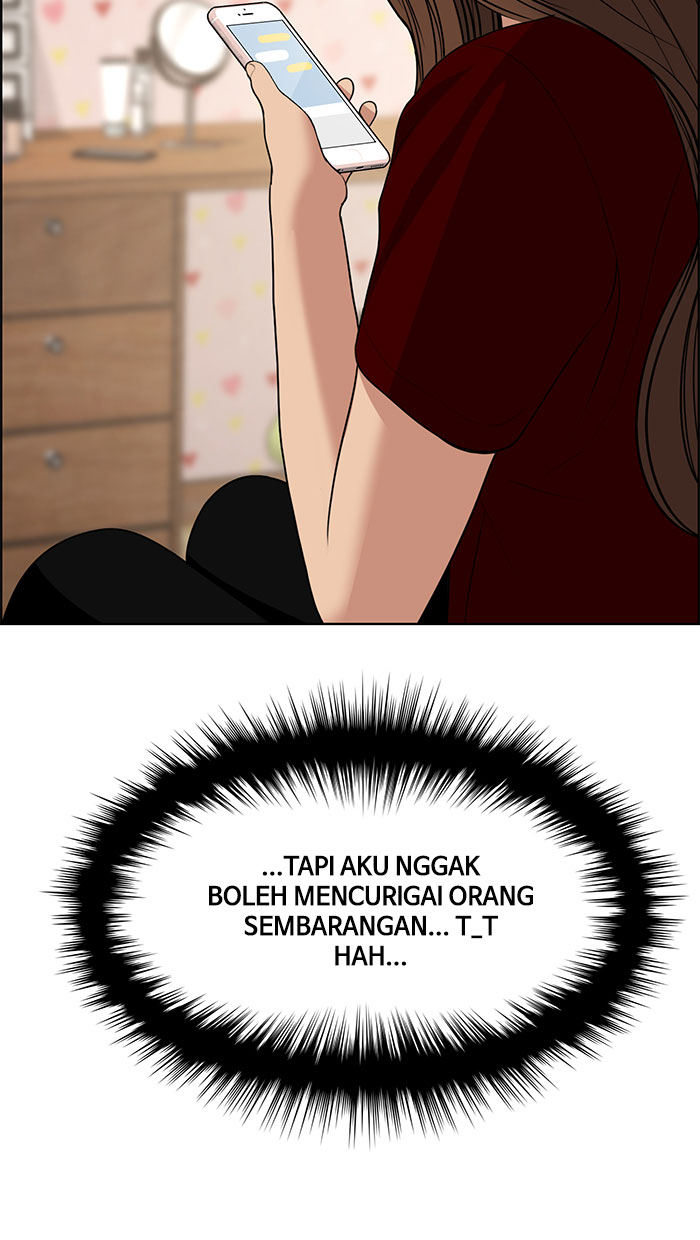 ...TAPI AKU NGGAK
BOLEH MENCURIGAI ORANG
SEMBARANGAN... T_T
HAH...